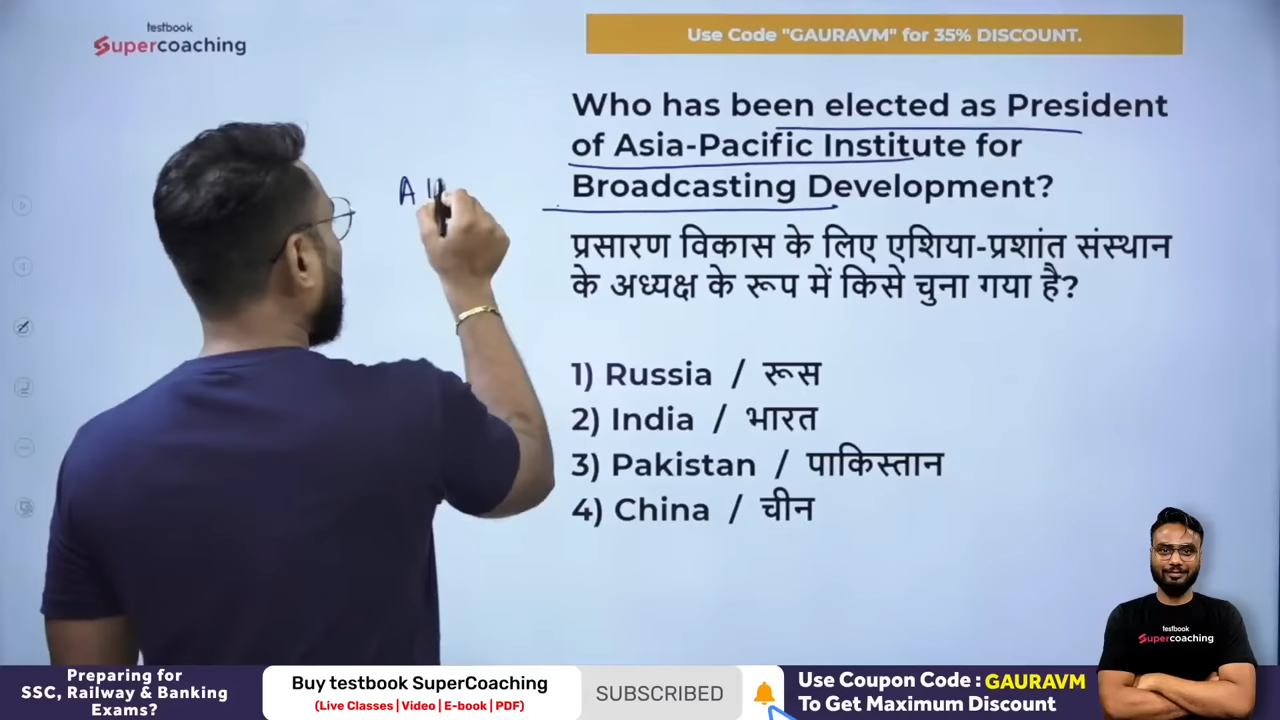 testbook
Supercoaching
Use Code "GAURAVM" for 35% DISCOUNT.
Who has been elected as President
of Asia-Pacific Institute for
Broadcasting Development?
प्रसारण विकास के लिए एशिया-प्रशांत संस्थान
के अध्यक्ष के रूप में किसे चुना गया है?
A I
1) Russia / रूस
2) India / भारत
3) Pakistan / पाकिस्तान
4) China / चीन
testbook
Supercoaching
Preparing for
SSC, Railway & Banking
Exams?
Buy testbook SuperCoaching
(Live Classes | Video | E-book | PDF)
SUBSCRIBED
Use Coupon Code : GAURAVM
To Get Maximum Discount